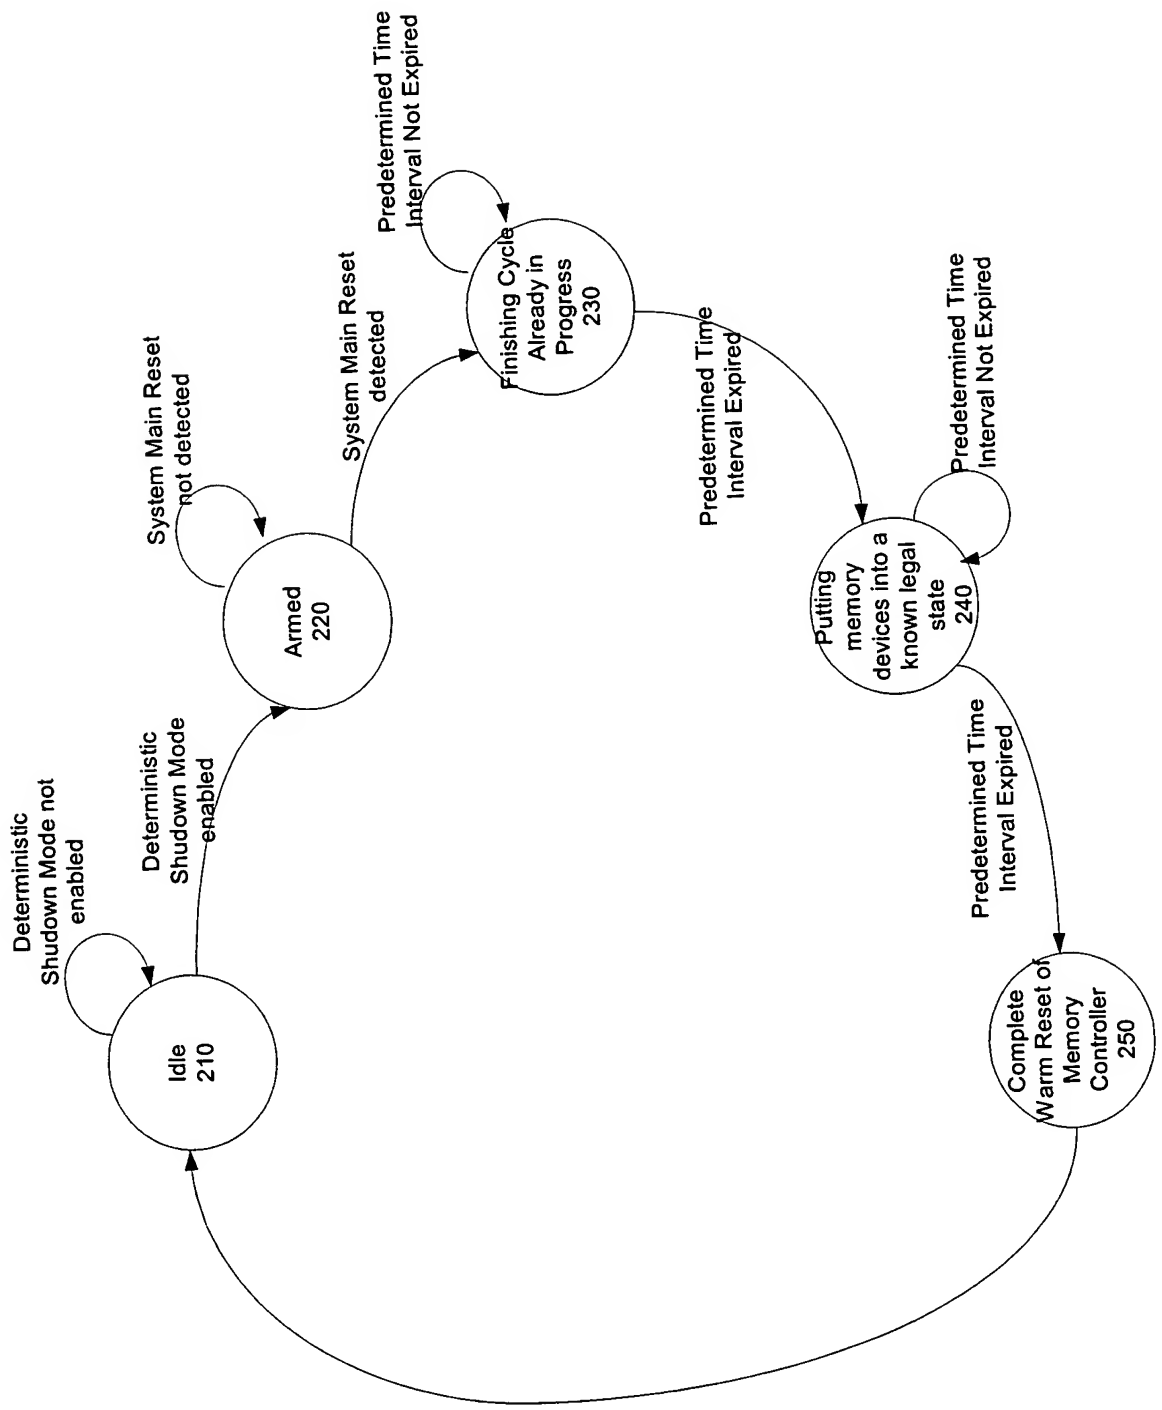 Deterministic
Shudown Mode not
enabled
Idle
210
Deterministic
Shudown Mode
enabled
System Main Reset
not detected
Armed
220
System Main Reset
detected
Predetermined Time
Interval Not Expired
Finishing Cycle
Already in
Progress
230
Predetermined Time
Interval Expired
Putting
memory
devices into a
known legal
state
240
Predetermined Time
Interval Not Expired
Predetermined Time
Interval Expired
Complete
Warm Reset of
Memory
Controller
250